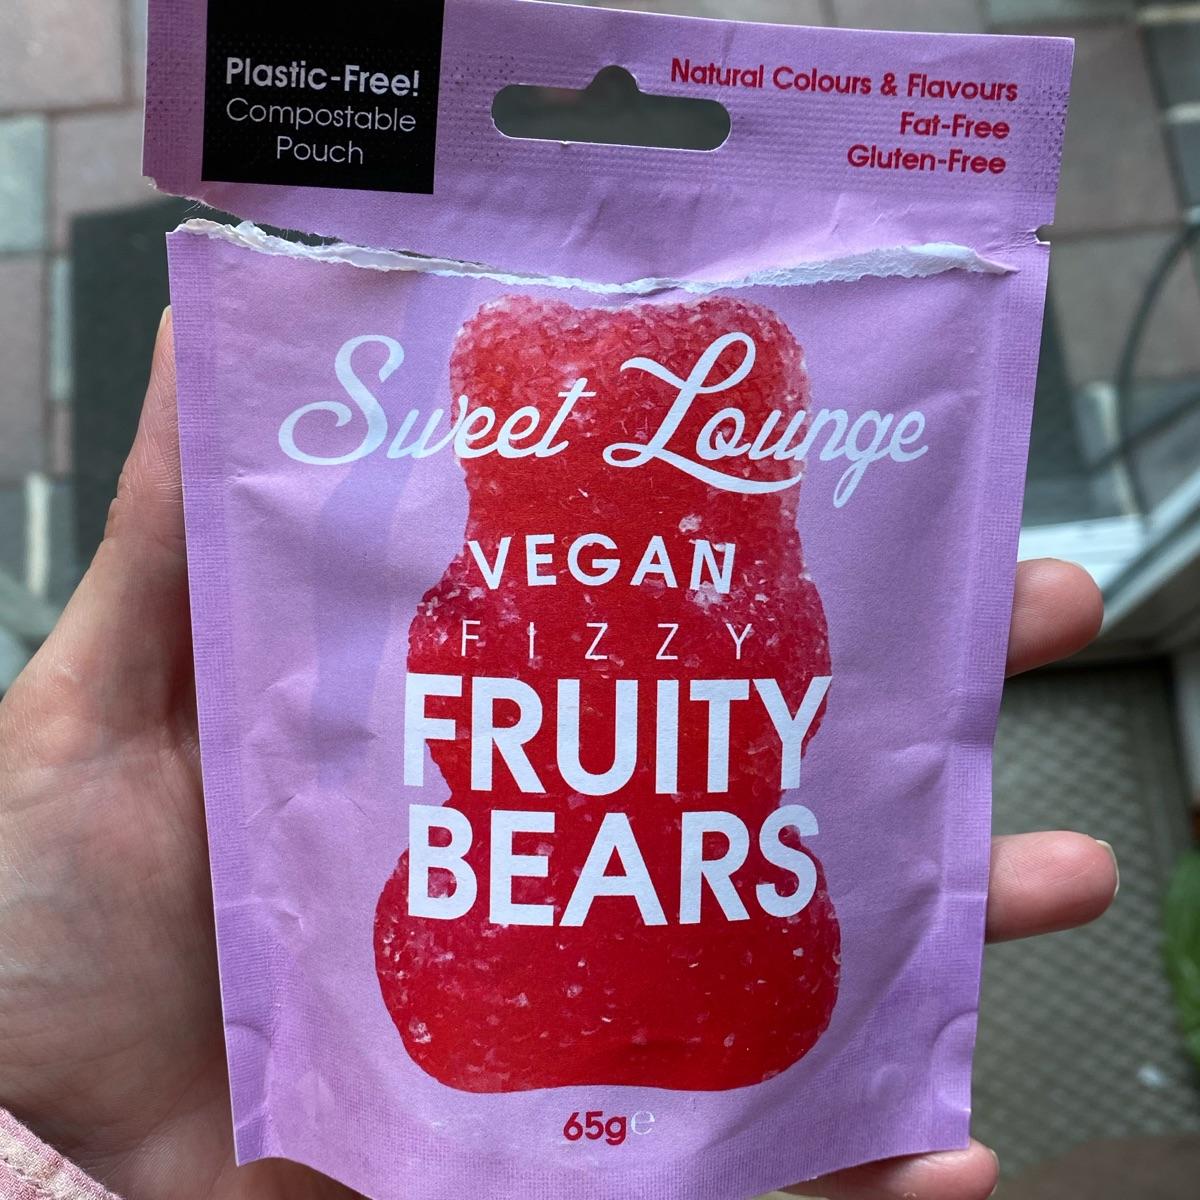 Plastic-Free!
Compostable
Pouch
Natural Colours & Flavours
Fat-Free
Gluten-Free
Sweet Lounge
VEGAN
FIZZY
FRUITY
BEARS
65g℮